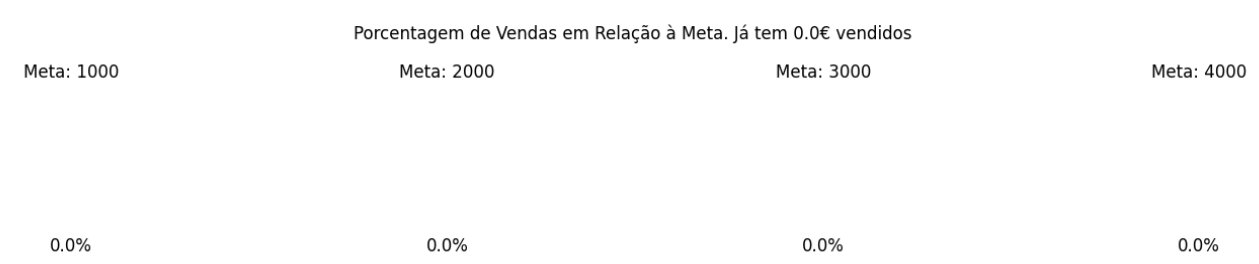 Porcentagem de Vendas em Relação à Meta. Já tem 0.0€ vendidos
Meta: 1000
Meta: 2000
Meta: 3000
Meta: 4000
0.0%
0.0%
0.0%
0.0%